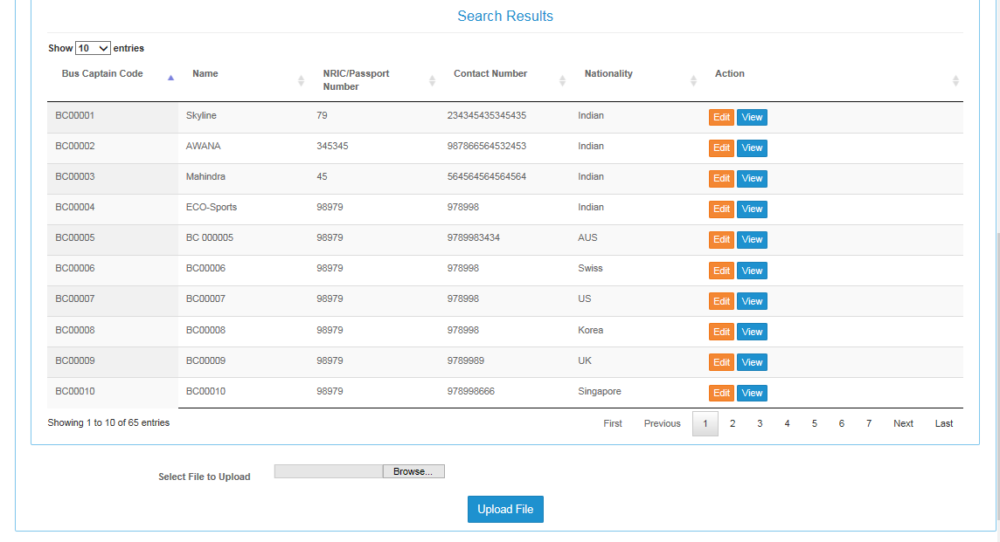 Search Results
Show 10 entries
Bus Captain Code Name NRIC/Passport Number Contact Number Nationality Action
BC00001 Skyline 79 234345435345435 Indian Edit View
BC00002 AWANA 345345 987866564532453 Indian Edit View
BC00003 Mahindra 45 564564564564564 Indian Edit View
BC00004 ECO-Sports 98979 978998 Indian Edit View
BC00005 BC 000005 98979 9789983434 AUS Edit View
BC00006 BC00006 98979 978998 Swiss Edit View
BC00007 BC00007 98979 978998 US Edit View
BC00008 BC00008 98979 978998 Korea Edit View
BC00009 BC00009 98979 9789989 UK Edit View
BC00010 BC00010 98979 978998666 Singapore Edit View
Showing 1 to 10 of 65 entries First Previous 1 2 3 4 5 6 7 Next Last
Select File to Upload Browse...
Upload File